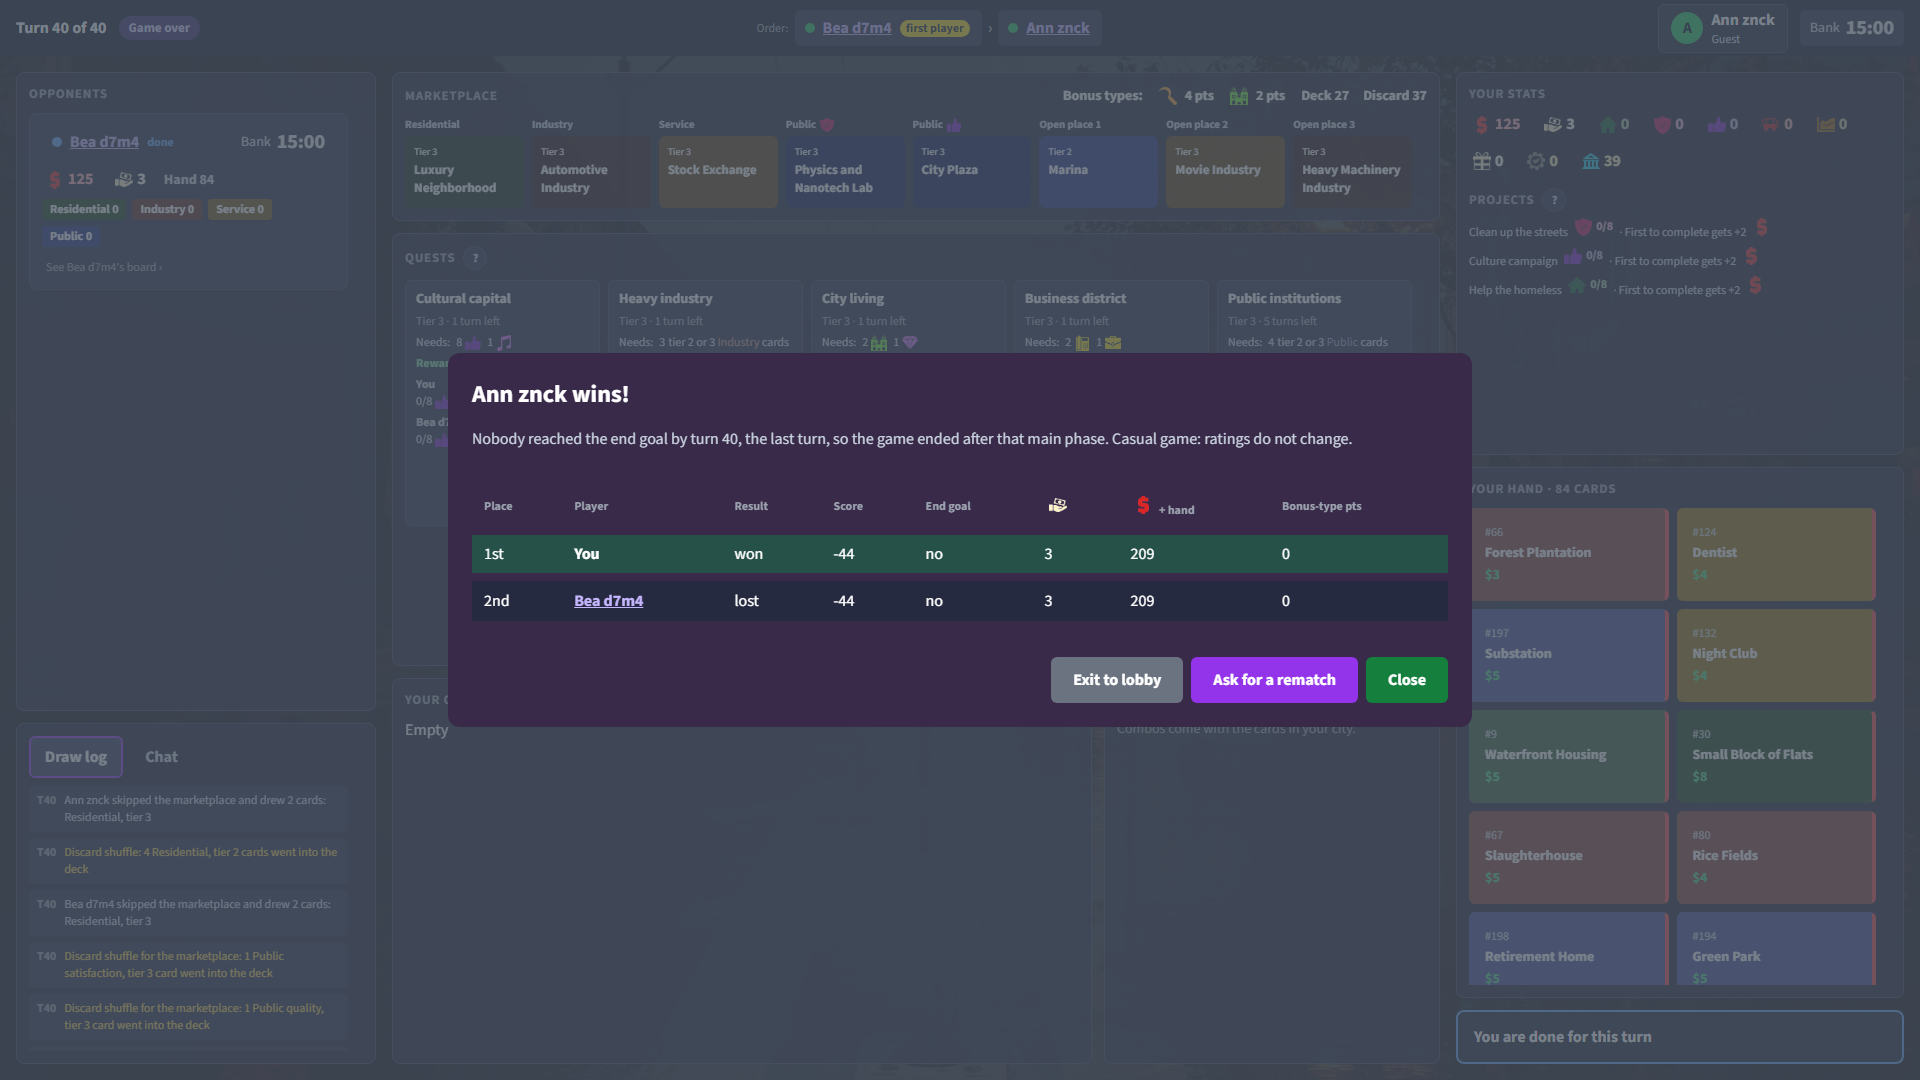 Turn 40 of 40
Game over
Order:
Bea d7m4
first player
›
Ann znck
A
Ann znck
Guest
Bank 15:00
OPPONENTS
Bea d7m4 done
Bank 15:00
125
3
Hand 84
Residential 0
Industry 0
Service 0
Public 0
See Bea d7m4's board ›
MARKETPLACE
Bonus types:
4 pts
2 pts
Deck 27
Discard 37
Residential
Tier 3
Luxury
Neighborhood
Industry
Tier 3
Automotive
Industry
Service
Tier 3
Stock Exchange
Public
Tier 3
Physics and
Nanotech Lab
Public
Tier 3
City Plaza
Open place 1
Tier 2
Marina
Open place 2
Tier 3
Movie Industry
Open place 3
Tier 3
Heavy Machinery
Industry
QUESTS
?
Cultural capital
Tier 3 · 1 turn left
Needs: 8 1
You
0/8
0/8
Heavy industry
Tier 3 · 1 turn left
Needs: 3 tier 2 or 3 Industry cards
City living
Tier 3 · 1 turn left
Needs: 2 1
Business district
Tier 3 · 1 turn left
Needs: 2 1
Public institutions
Tier 3 · 5 turns left
Needs: 4 tier 2 or 3 Public cards
YOUR STATS
$ 125
3
0
0
0
0
0
0
0
39
PROJECTS
?
Clean up the streets 0/8 · First to complete gets +2 $
Culture campaign 0/8 · First to complete gets +2 $
Help the homeless 0/8 · First to complete gets +2 $
Ann znck wins!
Nobody reached the end goal by turn 40, the last turn, so the game ended after that main phase. Casual game: ratings do not change.
Place Player Result Score End goal $ + hand Bonus-type pts
1st You won -44 no 3 209 0
2nd Bea d7m4 lost -44 no 3 209 0
Exit to lobby
Ask for a rematch
Close
YOUR HAND · 84 CARDS
#66
Forest Plantation
$3
#124
Dentist
$4
#197
Substation
$5
#132
Night Club
$4
#9
Waterfront Housing
$5
#30
Small Block of Flats
$8
#67
Slaughterhouse
$5
#80
Rice Fields
$4
#198
Retirement Home
$5
#194
Green Park
$5
You are done for this turn
Draw log
Chat
T40 Ann znck skipped the marketplace and drew 2 cards:
Residential, tier 3
T40 Discard shuffle: 4 Residential, tier 2 cards went into the
deck
T40 Bea d7m4 skipped the marketplace and drew 2 cards:
Residential, tier 3
T40 Discard shuffle for the marketplace: 1 Public
satisfaction, tier 3 card went into the deck
T40 Discard shuffle for the marketplace: 1 Public quality,
tier 3 card went into the deck
YOUR
Empty
Combos come with the cards in your city.